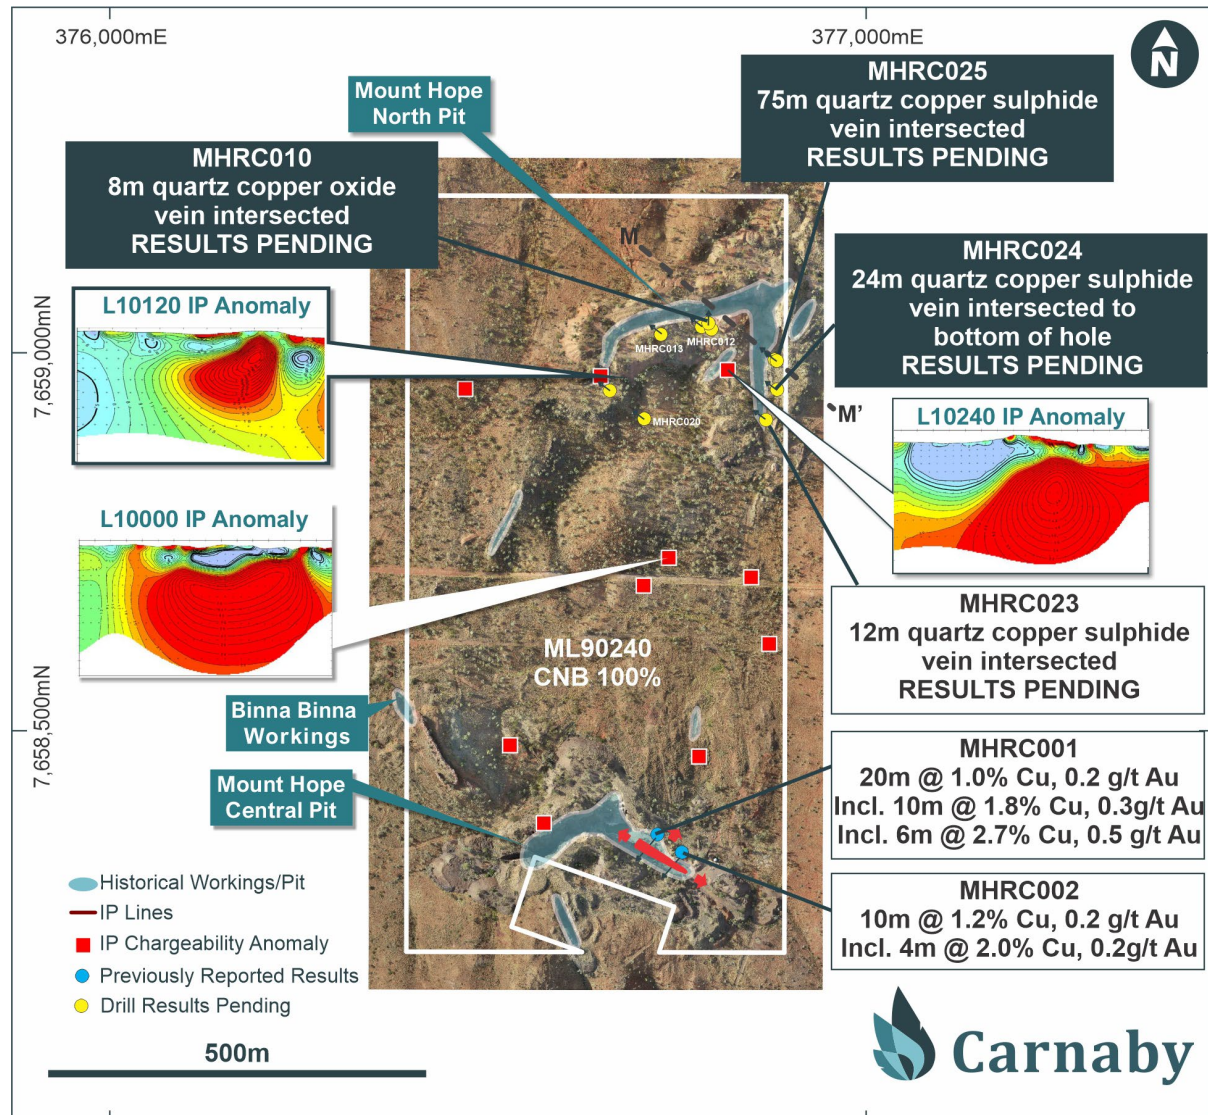 376,000mE
377,000mE
N
Mount Hope
North Pit
MHRC025
75m quartz copper sulphide
vein intersected
RESULTS PENDING
MHRC010
8m quartz copper oxide
vein intersected
RESULTS PENDING
M
MHRC024
24m quartz copper sulphide
vein intersected to
bottom of hole
RESULTS PENDING
L10120 IP Anomaly
7,659,000mN
MHRC013
MHRC012
MHRC020
M'
L10240 IP Anomaly
L10000 IP Anomaly
MHRC023
12m quartz copper sulphide
vein intersected
RESULTS PENDING
ML90240
CNB 100%
7,658,500mN
Binna Binna
Workings
Mount Hope
Central Pit
MHRC001
20m @ 1.0% Cu, 0.2 g/t Au
Incl. 10m @ 1.8% Cu, 0.3g/t Au
Incl. 6m @ 2.7% Cu, 0.5 g/t Au
MHRC002
10m @ 1.2% Cu, 0.2 g/t Au
Incl. 4m @ 2.0% Cu, 0.2g/t Au
Historical Workings/Pit
IP Lines
IP Chargeability Anomaly
Previously Reported Results
Drill Results Pending
500m
Carnaby